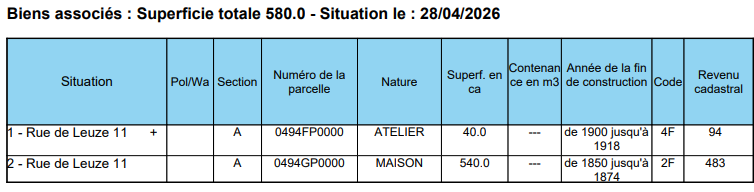 Biens associés : Superficie totale 580.0 - Situation le : 28/04/2026
Situation Pol/Wa Section Numéro de la parcelle Nature Superf. en ca Contenan ce en m3 Année de la fin de construction Code Revenu cadastral
1 - Rue de Leuze 11 + A 0494FP0000 ATELIER 40.0 --- de 1900 jusqu'à 1918 4F 94
2 - Rue de Leuze 11 A 0494GP0000 MAISON 540.0 --- de 1850 jusqu'à 1874 2F 483